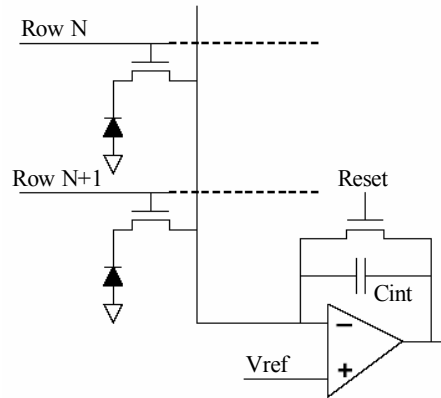 Row N
Row N+1
Reset
Cint
Vref